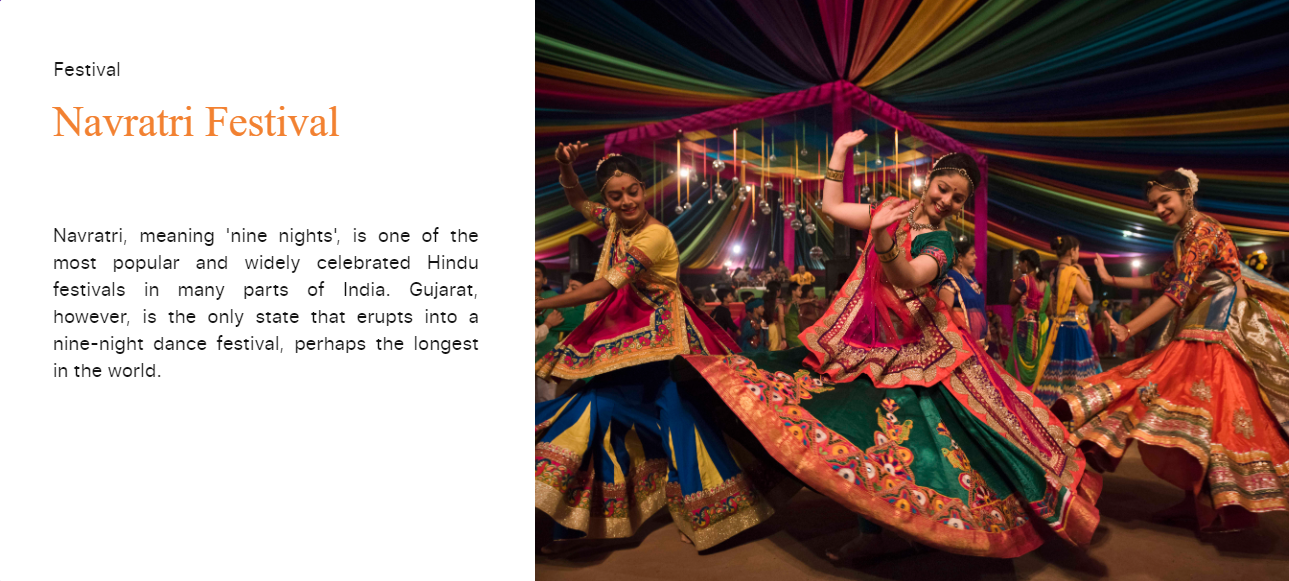 Festival
Navratri Festival
Navratri, meaning 'nine nights', is one of the
most popular and widely celebrated Hindu
festivals in many parts of India. Gujarat,
however, is the only state that erupts into a
nine-night dance festival, perhaps the longest
in the world.